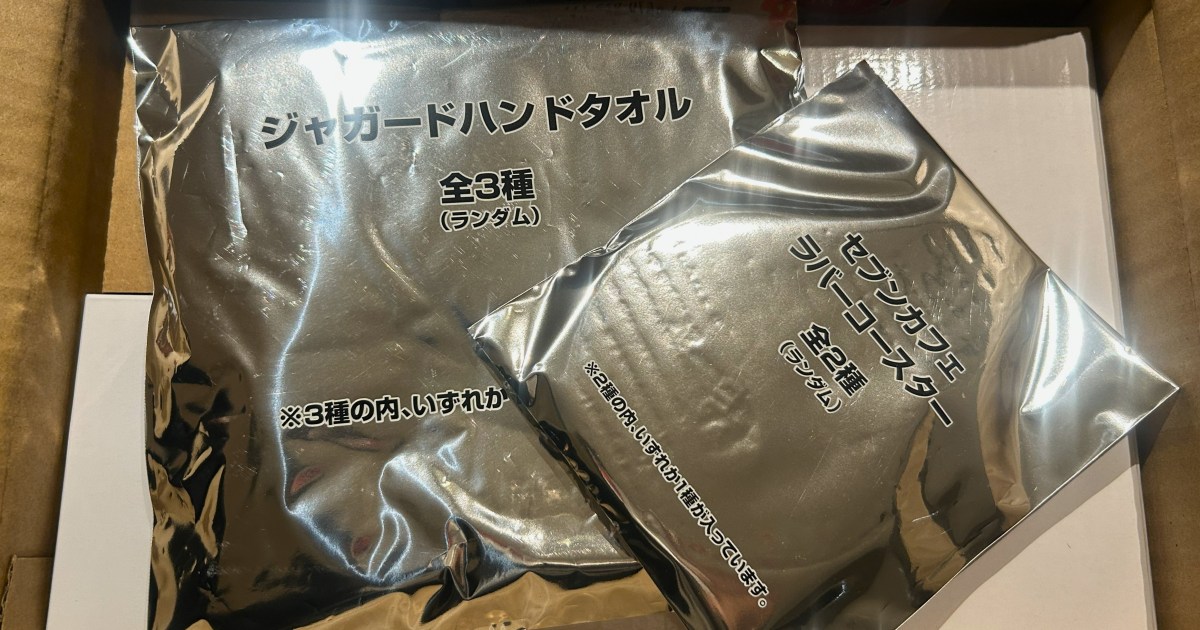 ジャガードハンドタオル
全3種
(ランダム)
※3種の内、いずれか
セブンカフェ
ラバーコースター
全2種
(ランダム)
※2種の内、いずれか1種が入っています。